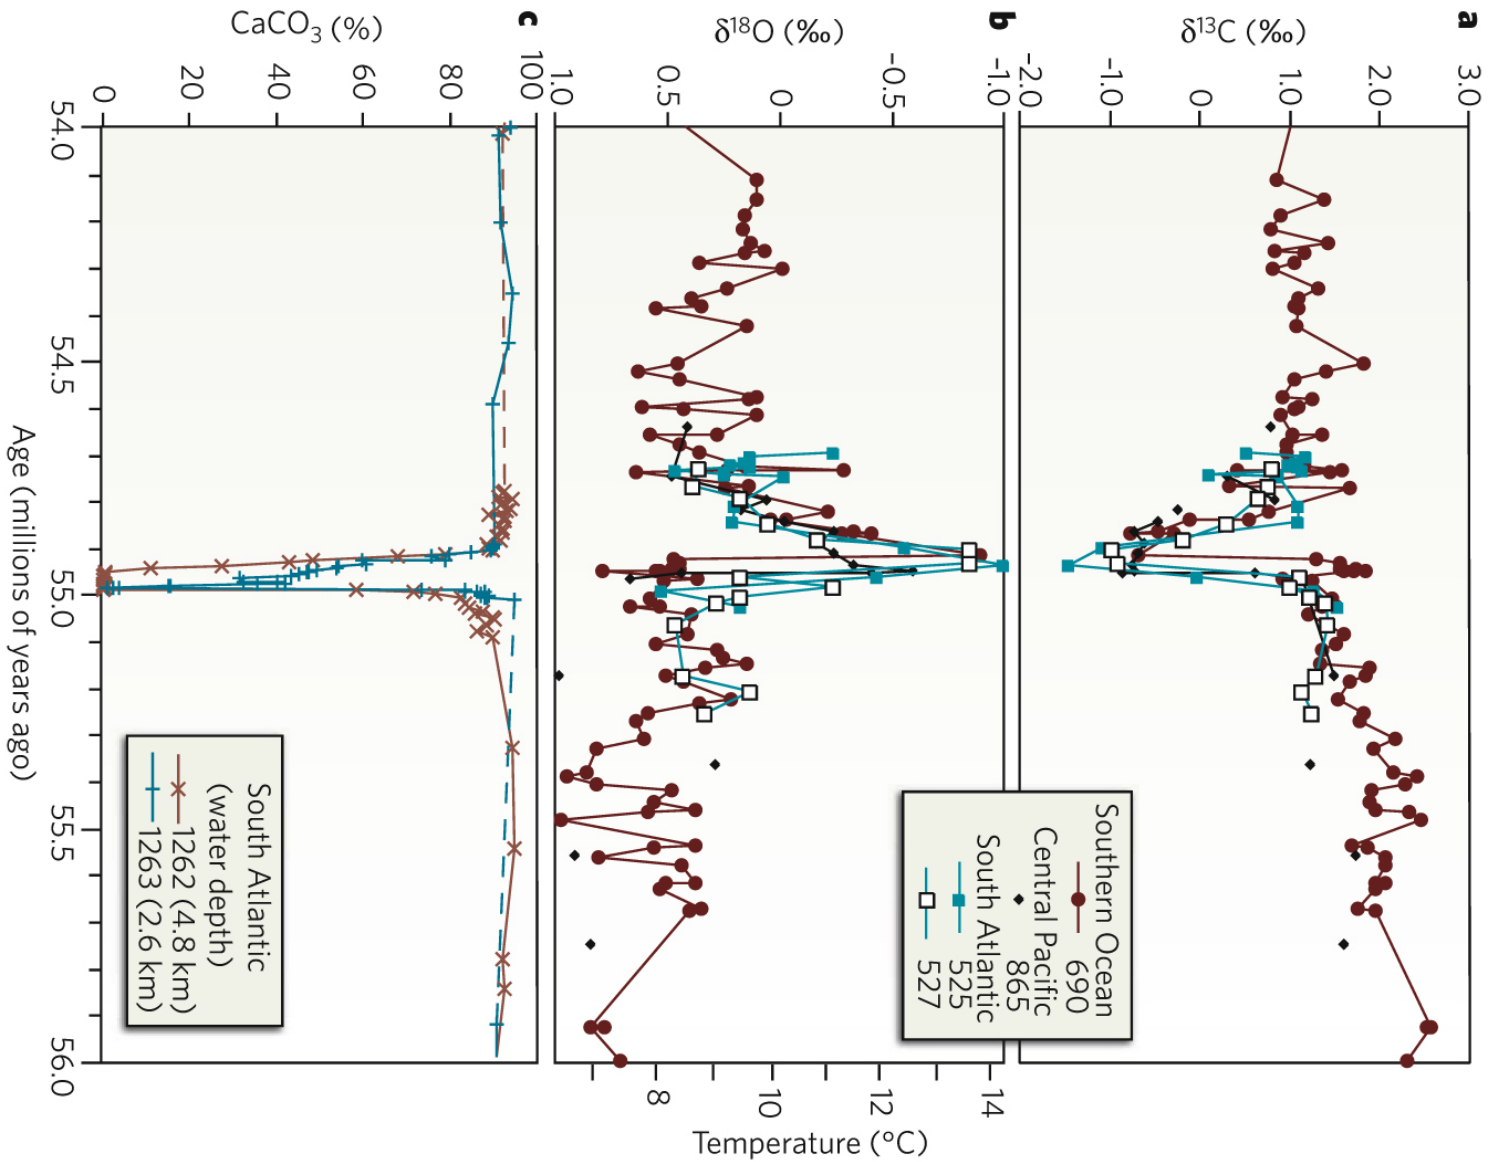 a
δ¹³C (‰)
3.0
2.0
1.0
0
-1.0
-2.0
b
δ¹⁸O (‰)
-1.0
-0.5
0
0.5
1.0
Southern Ocean
690
Central Pacific
865
South Atlantic
525
527
14
12
10
8
Temperature (°C)
c
CaCO₃ (%)
100
80
60
40
20
0
South Atlantic
(water depth)
1262 (4.8 km)
1263 (2.6 km)
54.0
54.5
55.0
55.5
56.0
Age (millions of years ago)